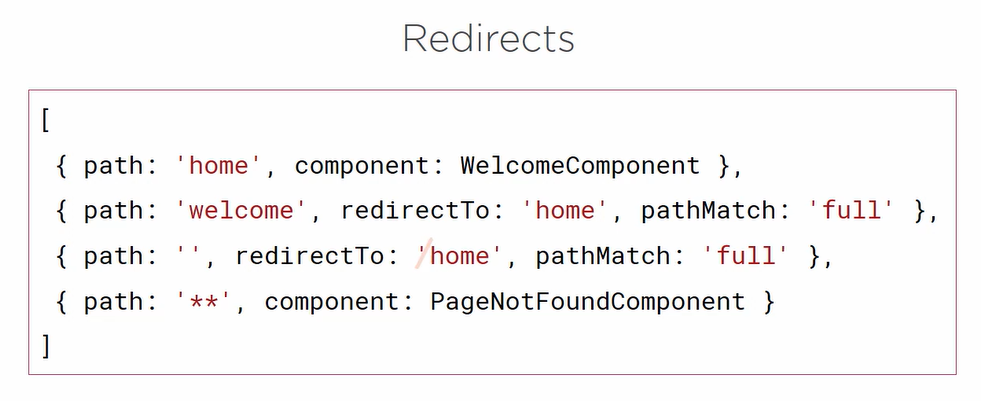 Redirects
[
{ path: 'home', component: WelcomeComponent },
{ path: 'welcome', redirectTo: 'home', pathMatch: 'full' },
{ path: '', redirectTo: '/home', pathMatch: 'full' },
{ path: '**', component: PageNotFoundComponent }
]